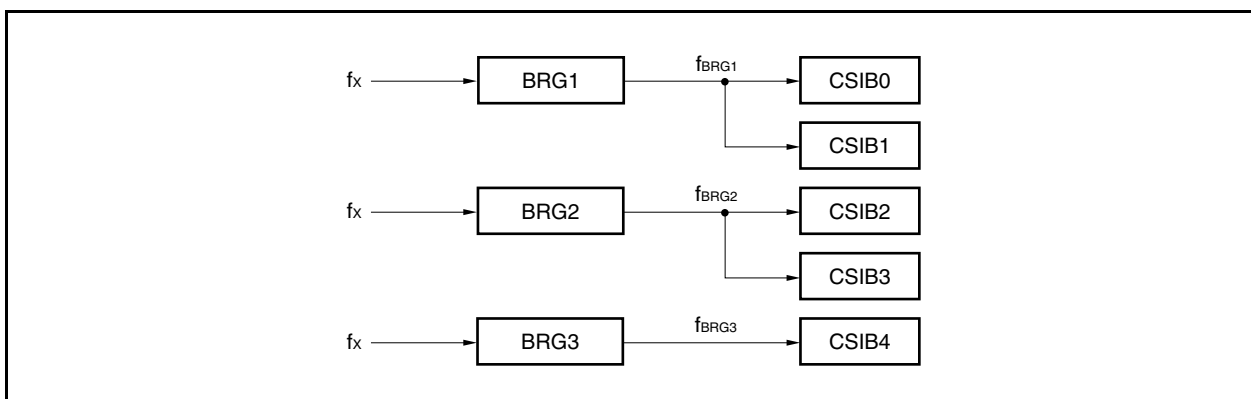 fX BRG1 fBRG1 CSIB0
CSIB1
fX BRG2 fBRG2 CSIB2
CSIB3
fX BRG3 fBRG3 CSIB4